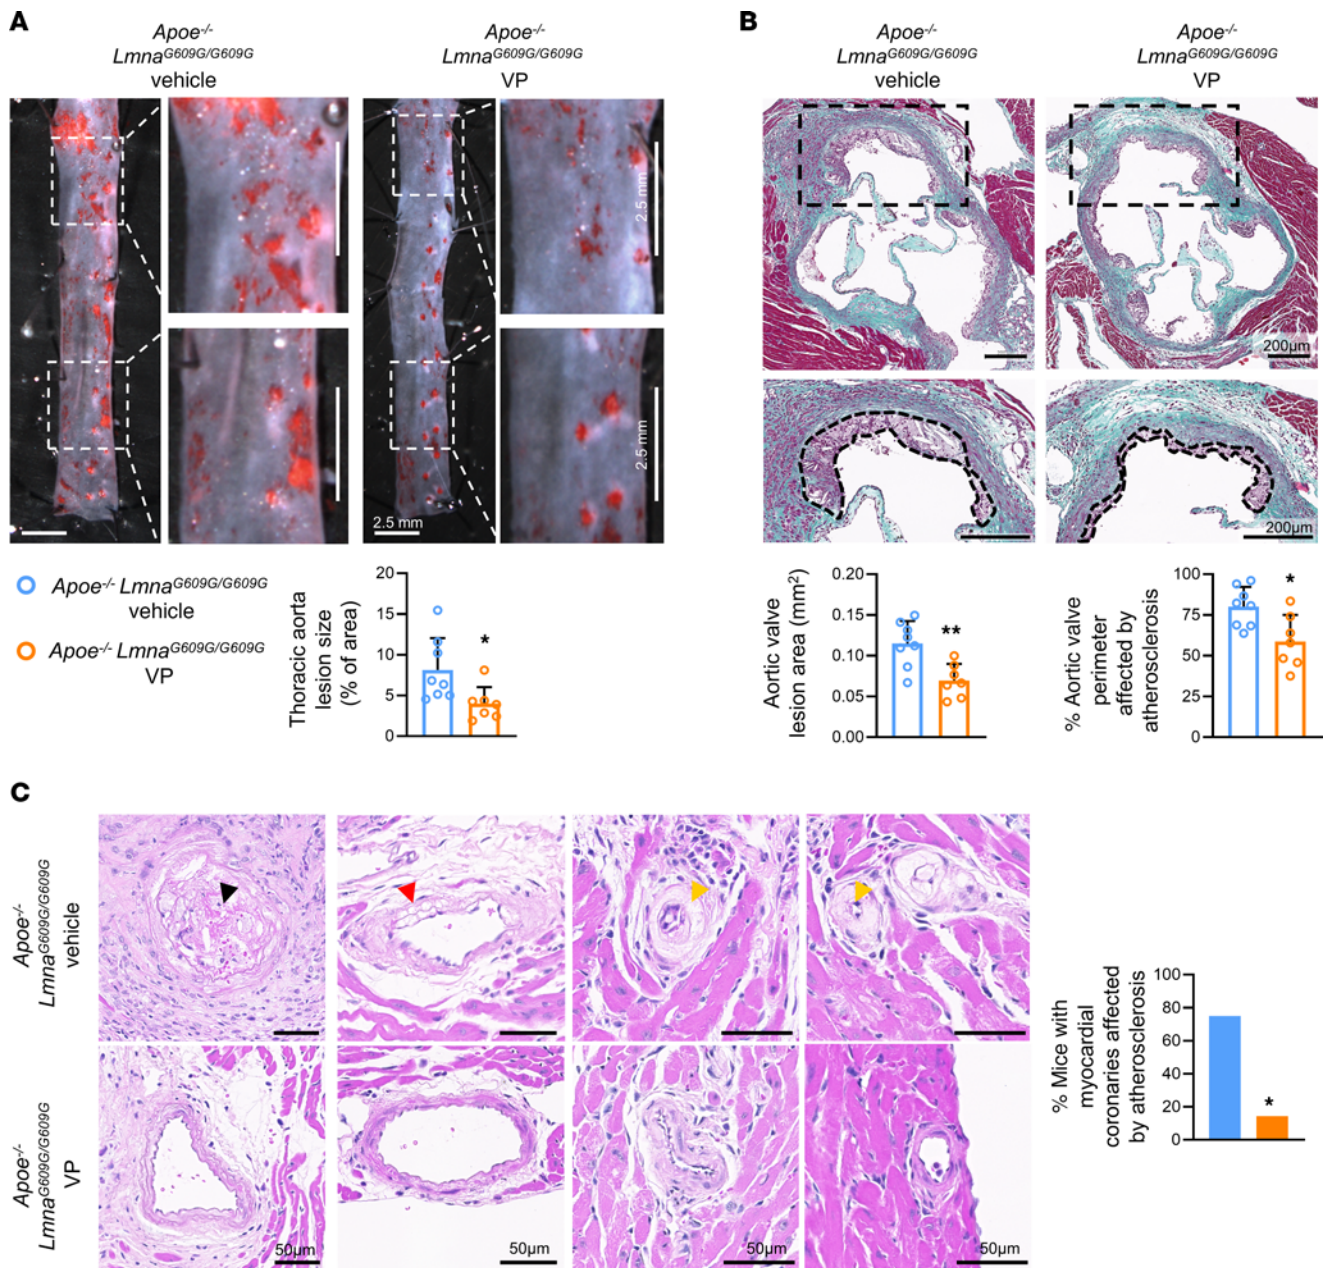 A
Apoe-/-
LmnaG609G/G609G
vehicle
Apoe-/-
LmnaG609G/G609G
VP
2.5 mm
2.5 mm
2.5 mm
Apoe-/- LmnaG609G/G609G
vehicle
Apoe-/- LmnaG609G/G609G
VP
Thoracic aorta
lesion size
(% of area)
20
15
10
5
0
*
B
Apoe-/-
LmnaG609G/G609G
vehicle
Apoe-/-
LmnaG609G/G609G
VP
200µm
200µm
Aortic valve
lesion area (mm²)
0.20
0.15
0.10
0.05
0.00
**
% Aortic valve
perimeter
affected by
atherosclerosis
100
75
50
25
0
*
C
Apoe-/-
LmnaG609G/G609G
vehicle
Apoe-/-
LmnaG609G/G609G
VP
50µm
50µm
50µm
50µm
% Mice with
myocardial
coronaries affected
by atherosclerosis
100
80
60
40
20
0
*